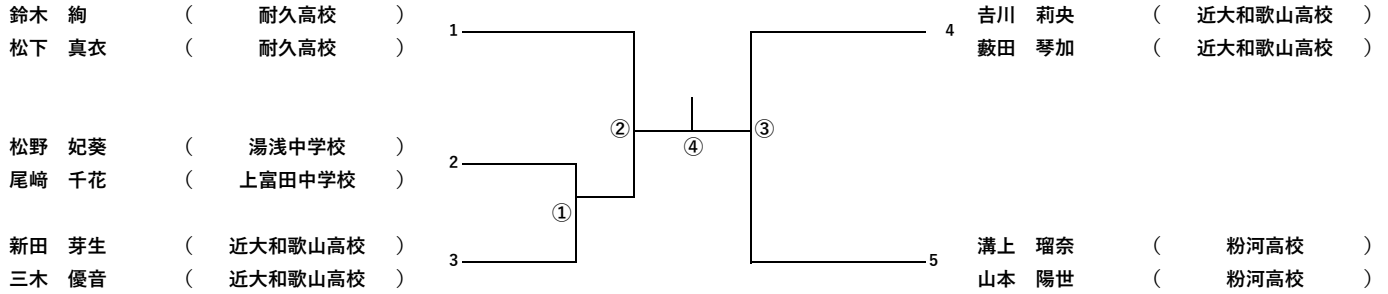 鈴木　絢　（　耐久高校　）
松下　真衣　（　耐久高校　）
1
松野　妃葵　（　湯浅中学校　）
尾﨑　千花　（　上富田中学校　）
2
新田　芽生　（　近大和歌山高校　）
三木　優音　（　近大和歌山高校　）
3
①
②
④
③
4
𠮷川　莉央　（　近大和歌山高校　）
藪田　琴加　（　近大和歌山高校　）
5
溝上　瑠奈　（　粉河高校　）
山本　陽世　（　粉河高校　）